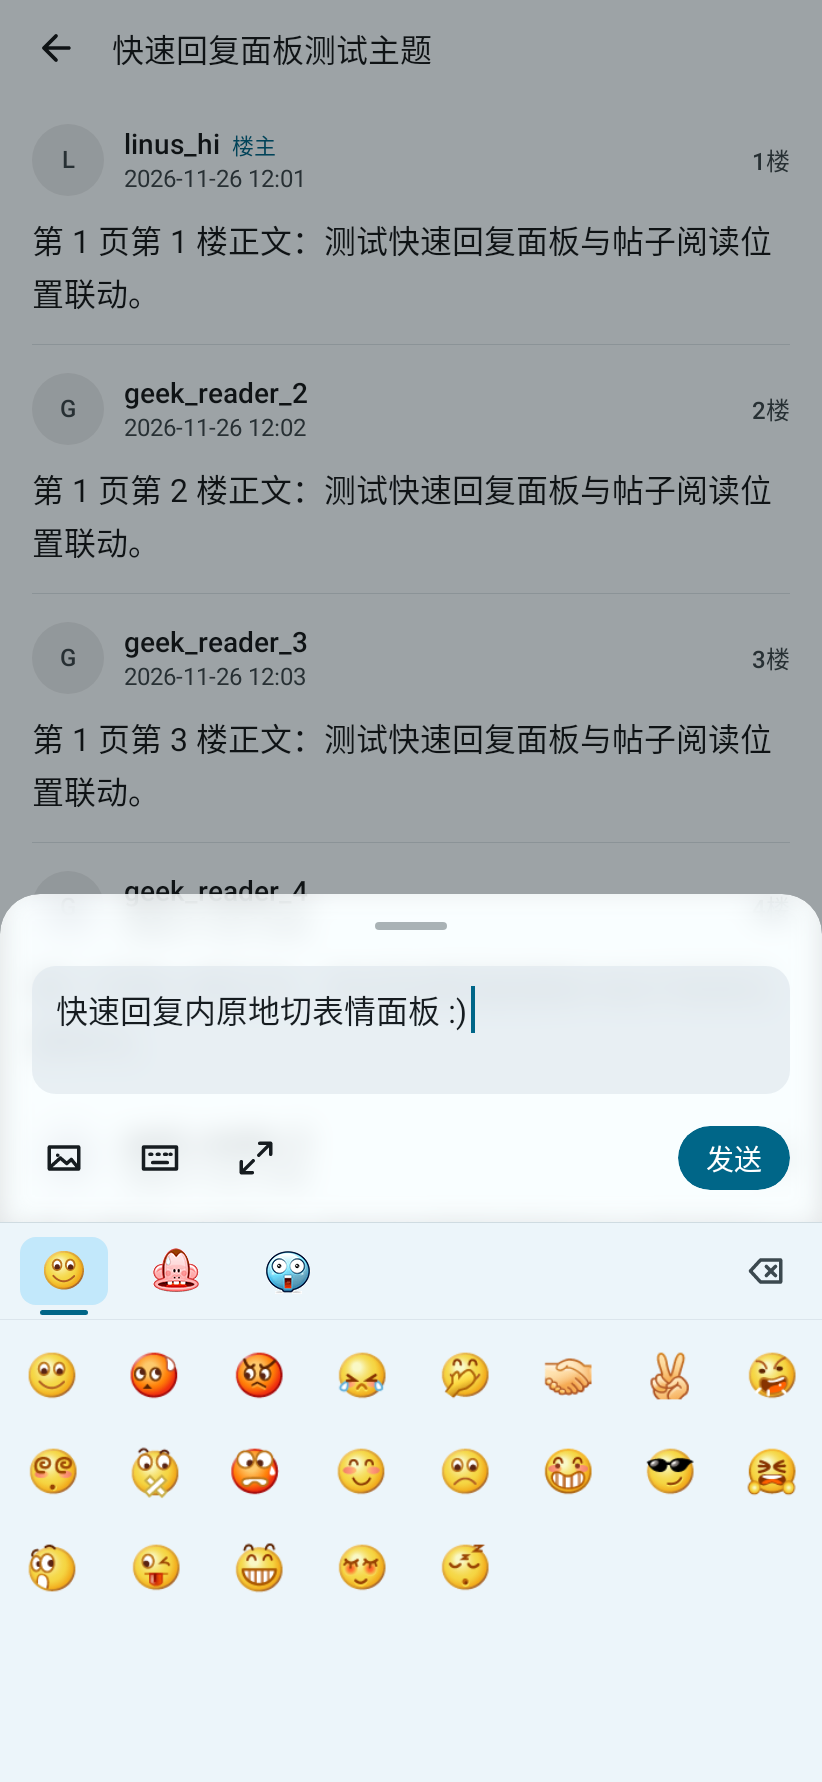 快速回复面板测试主题
L
linus_hi 楼主
1楼
2026-11-26 12:01
第 1 页第 1 楼正文：测试快速回复面板与帖子阅读位
置联动。
G
geek_reader_2
2楼
2026-11-26 12:02
第 1 页第 2 楼正文：测试快速回复面板与帖子阅读位
置联动。
G
geek_reader_3
3楼
2026-11-26 12:03
第 1 页第 3 楼正文：测试快速回复面板与帖子阅读位
置联动。
geek_reader_4
快速回复内原地切表情面板 :)
发送